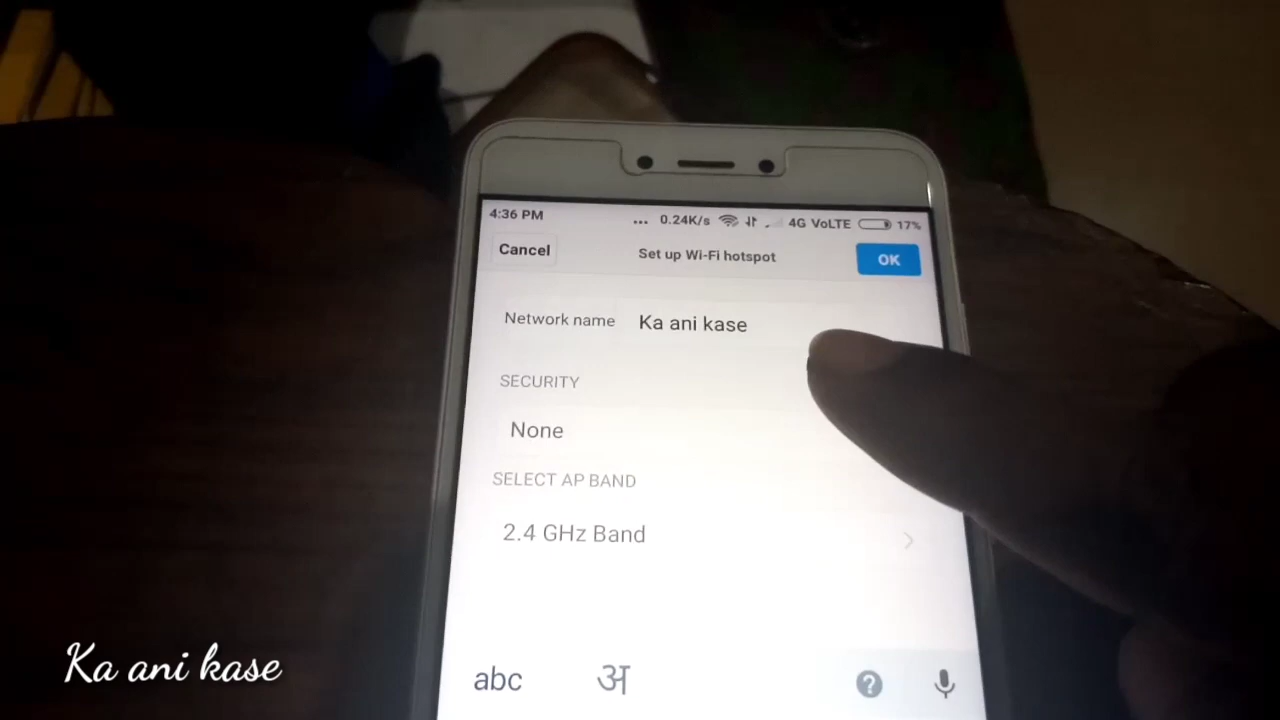 4:36 PM ... 0.24K/s 4G VoLTE 17%
Cancel Set up Wi-Fi hotspot OK
Network name Ka ani kase
SECURITY
None
SELECT AP BAND
2.4 GHz Band
abc अ ?
Ka ani kase